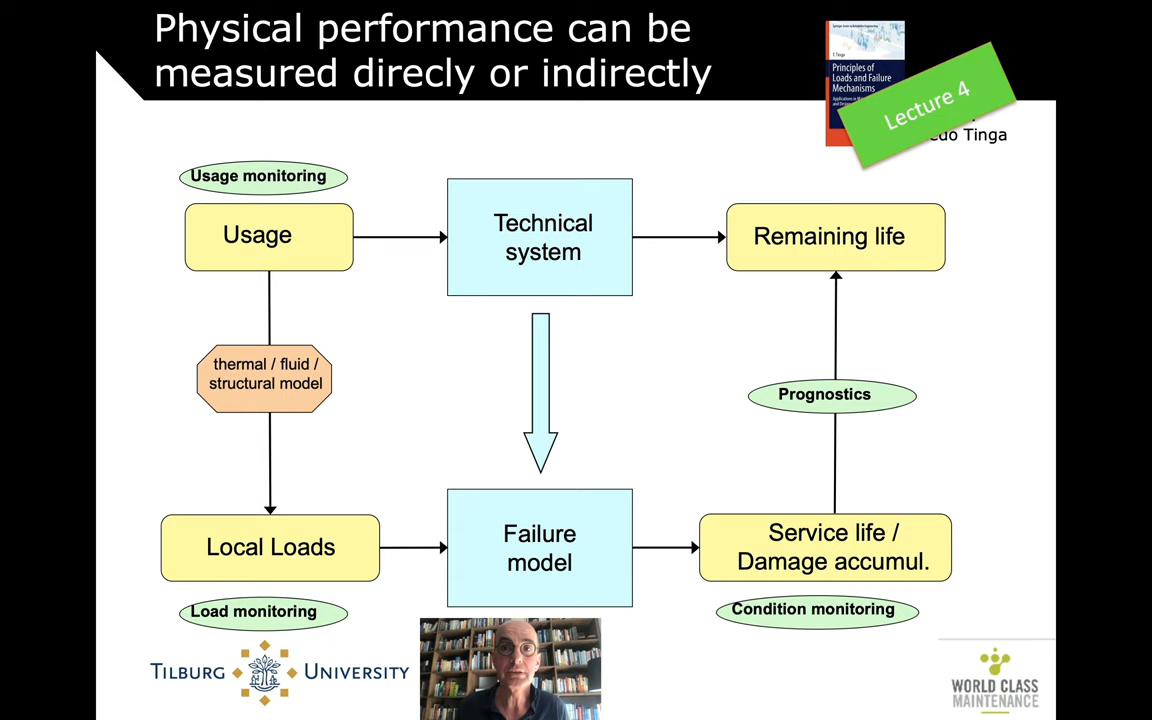 Physical performance can be
measured direcly or indirectly
T. Tinga
Principles of
Loads and Failure
Mechanisms
Lecture 4
edo Tinga
Usage monitoring
Usage
Technical
system
Remaining life
thermal / fluid /
structural model
Prognostics
Local Loads
Failure
model
Service life /
Damage accumul.
Load monitoring
Condition monitoring
TILBURG UNIVERSITY
WORLD CLASS
MAINTENANCE